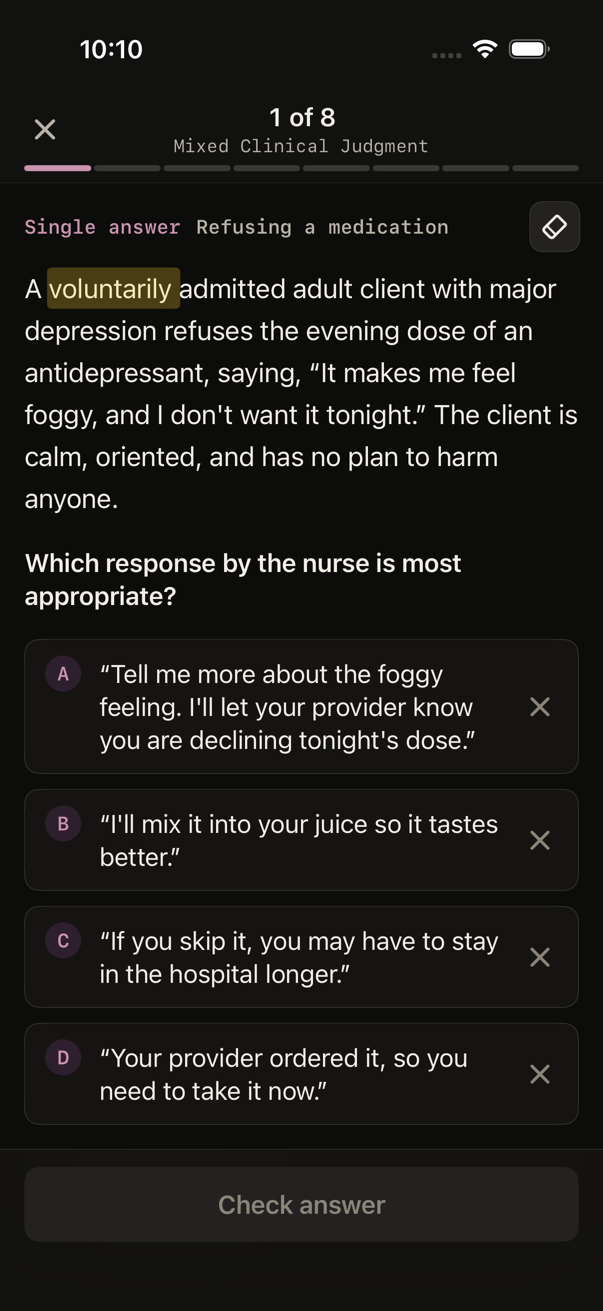 10:10
1 of 8
Mixed Clinical Judgment
Single answer Refusing a medication
A voluntarily admitted adult client with major
depression refuses the evening dose of an
antidepressant, saying, “It makes me feel
foggy, and I don't want it tonight.” The client is
calm, oriented, and has no plan to harm
anyone.
Which response by the nurse is most
appropriate?
A
“Tell me more about the foggy
feeling. I'll let your provider know
you are declining tonight's dose.”
B
“I'll mix it into your juice so it tastes
better.”
C
“If you skip it, you may have to stay
in the hospital longer.”
D
“Your provider ordered it, so you
need to take it now.”
Check answer